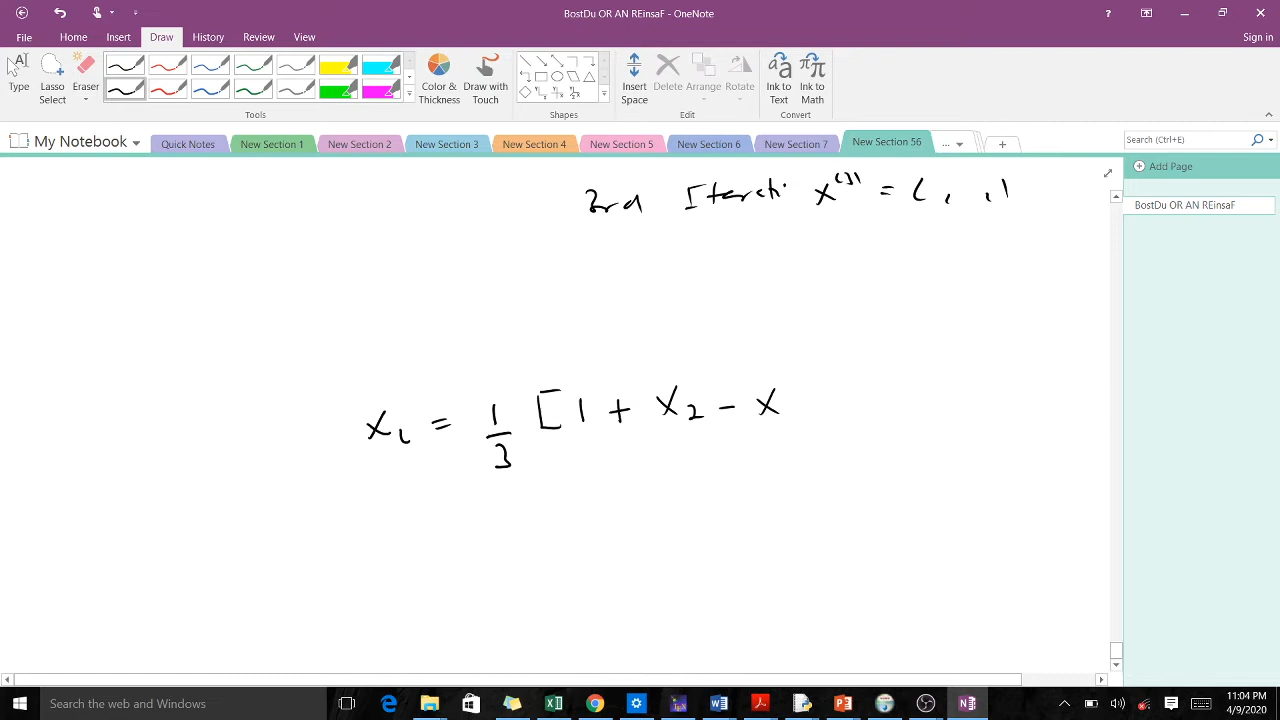 BostDu OR AN REinsaF - OneNote
File Home Insert Draw History Review View Sign in
Type Lasso Select Eraser Color & Thickness Draw with Touch Insert Space Delete Arrange Rotate Ink to Text Ink to Math
Tools Shapes Edit Convert
My Notebook Quick Notes New Section 1 New Section 2 New Section 3 New Section 4 New Section 5 New Section 6 New Section 7 New Section 56 ... Search (Ctrl+E)
Add Page
BostDu OR AN REinsaF
3rd Iterati x^(3) = ( , , )
x₁ = 1/3 [1 + x₂ - x
Search the web and Windows
11:04 PM
4/9/2020